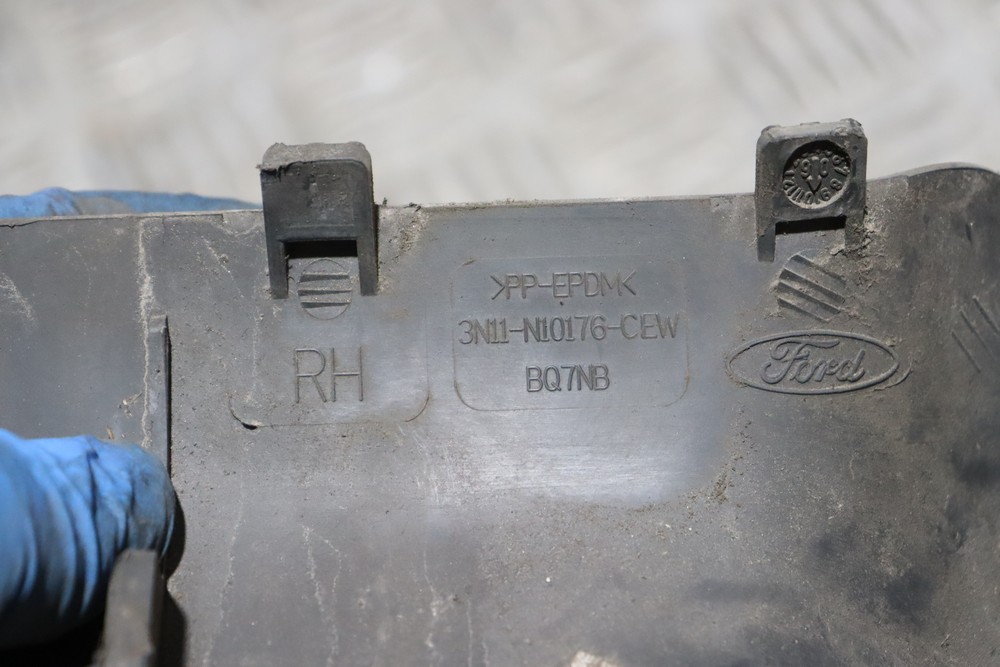 >PP-EPDM<
3N11-N10176-CEW
BQ7NB
RH
Ford